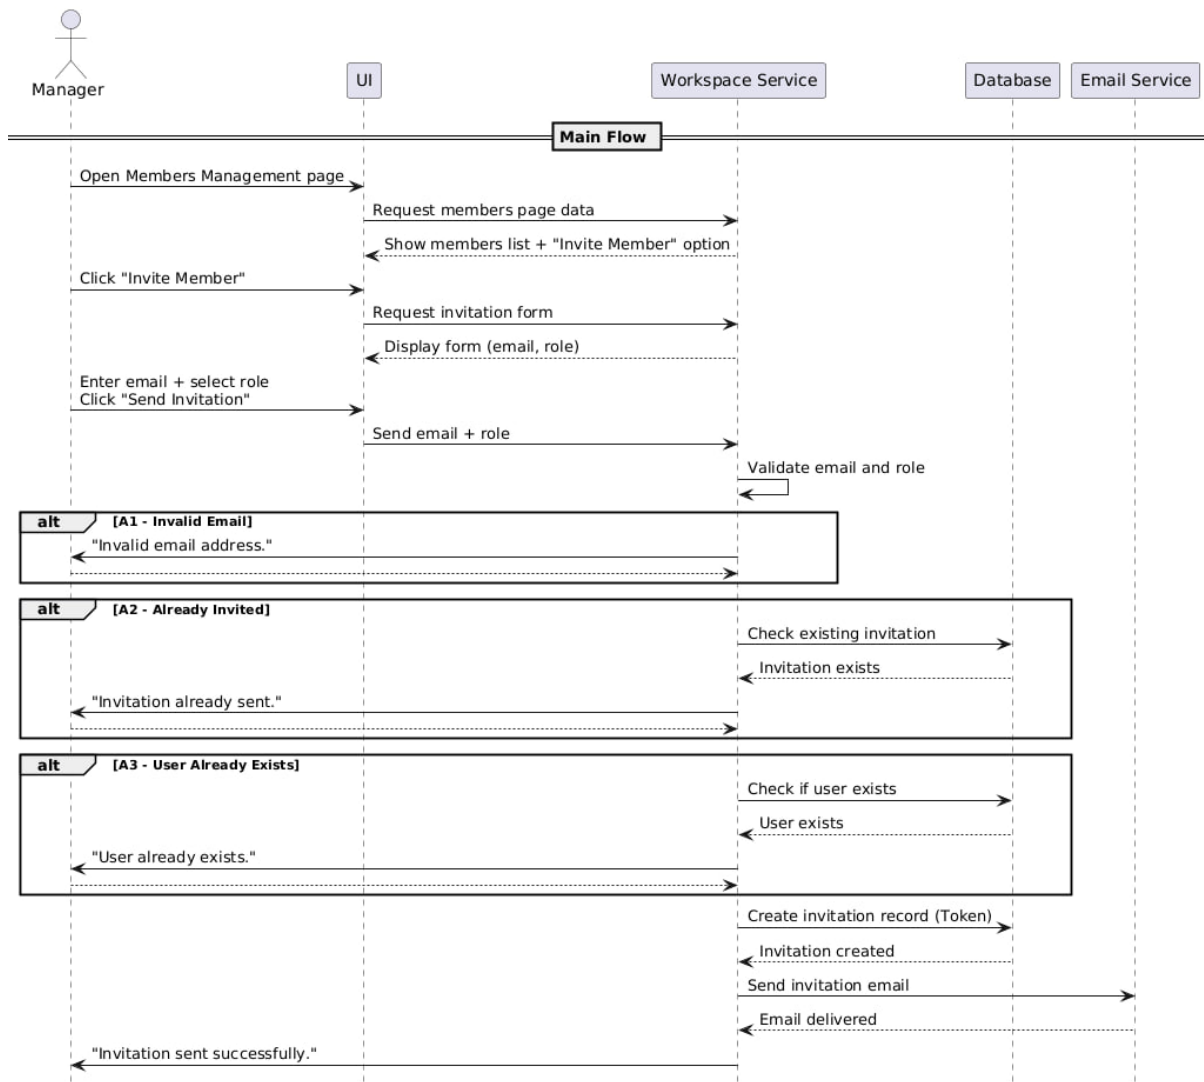 Manager
UI
Workspace Service
Database
Email Service
Main Flow
Open Members Management page
Request members page data
Show members list + "Invite Member" option
Click "Invite Member"
Request invitation form
Display form (email, role)
Enter email + select role
Click "Send Invitation"
Send email + role
Validate email and role
alt [A1 - Invalid Email]
"Invalid email address."
alt [A2 - Already Invited]
Check existing invitation
Invitation exists
"Invitation already sent."
alt [A3 - User Already Exists]
Check if user exists
User exists
"User already exists."
Create invitation record (Token)
Invitation created
Send invitation email
Email delivered
"Invitation sent successfully."